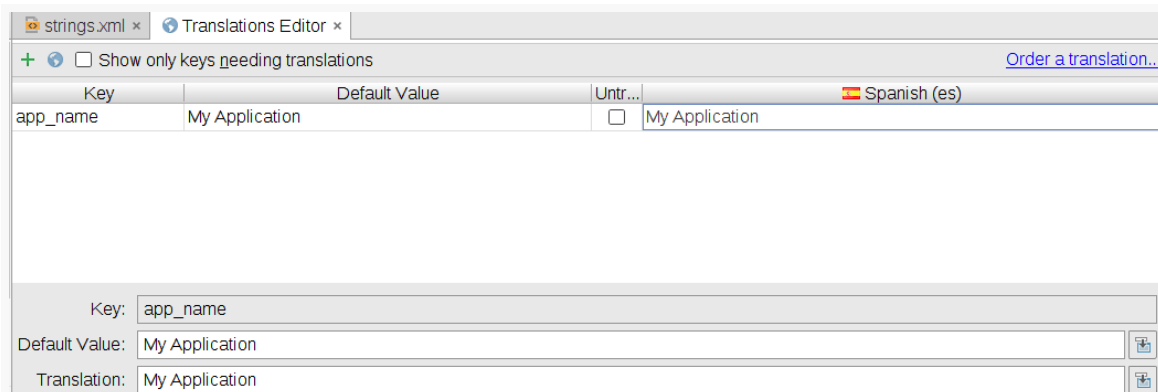 strings.xml × Translations Editor ×
Show only keys needing translations Order a translation...
Key Default Value Untr... Spanish (es)
app_name My Application My Application
Key: app_name
Default Value: My Application
Translation: My Application